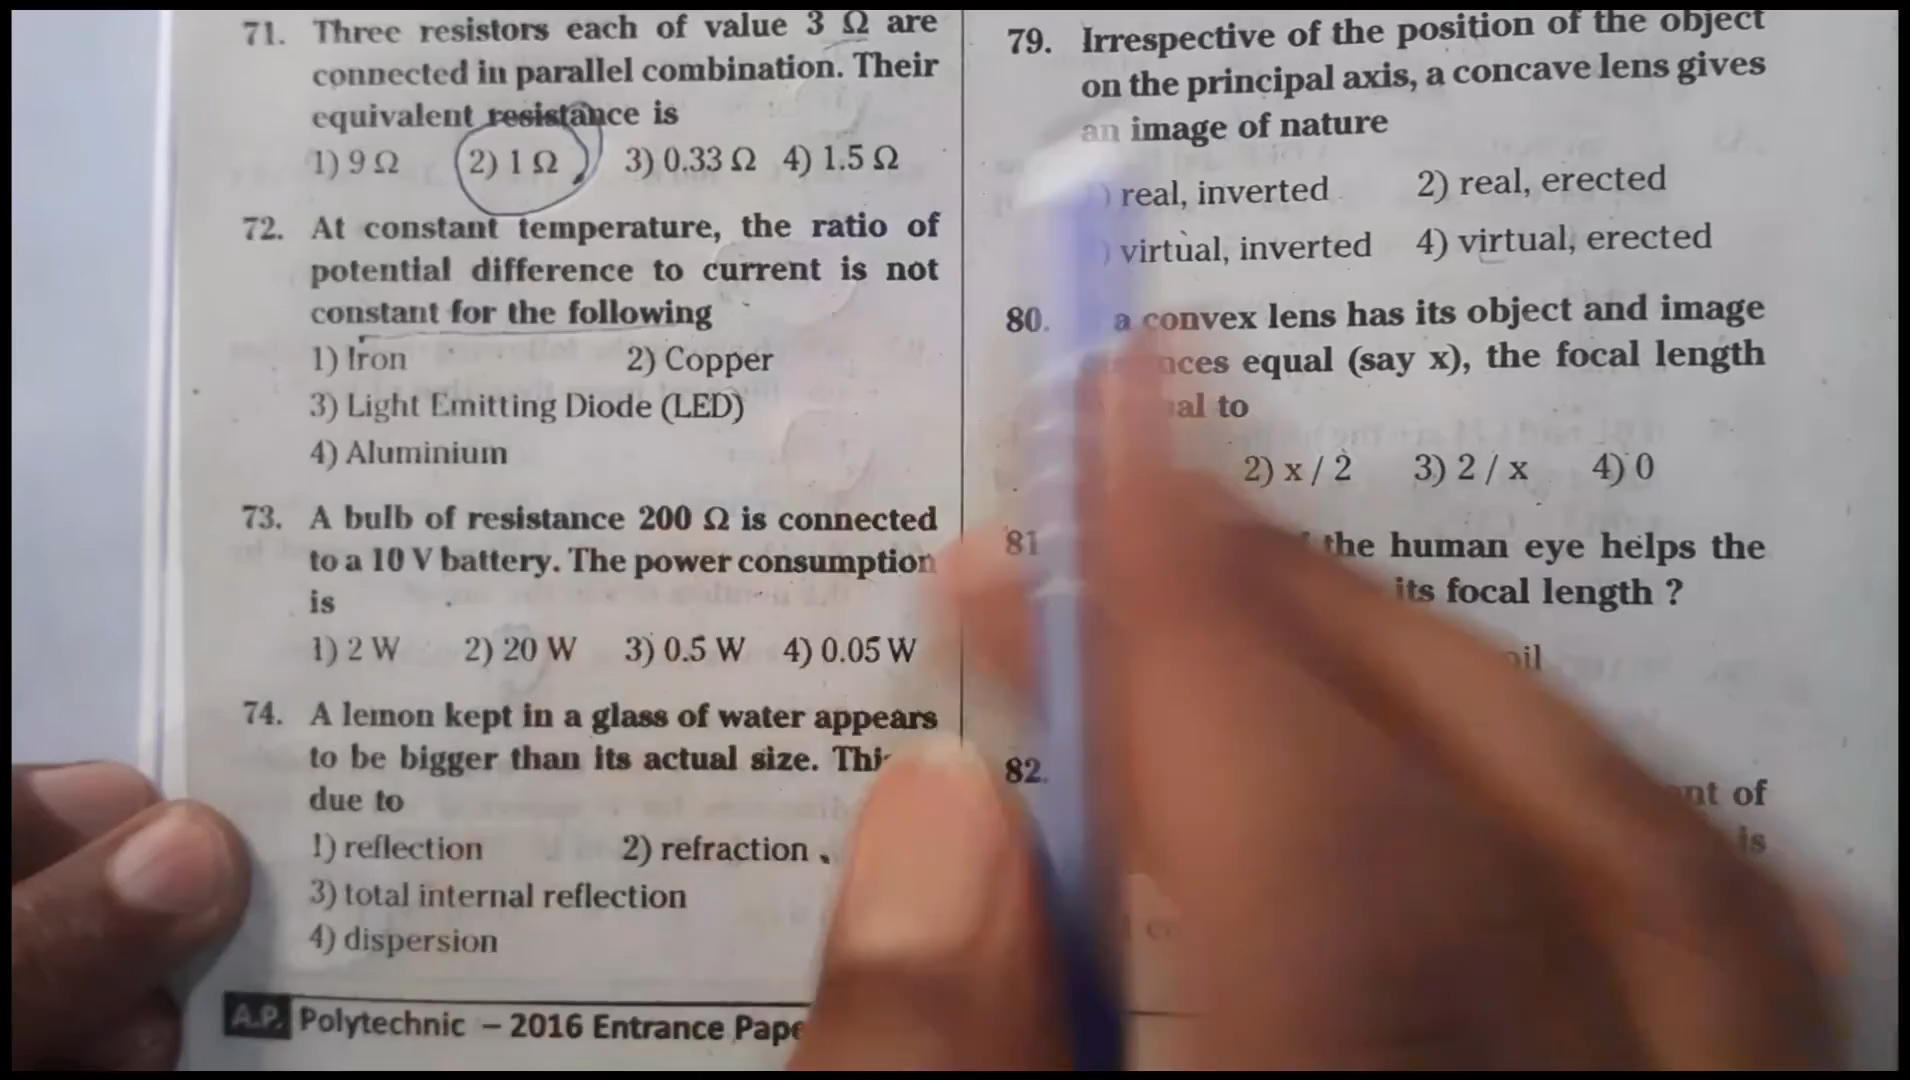 71. Three resistors each of value 3 Ω are
connected in parallel combination. Their
equivalent resistance is
1) 9 Ω 2) 1 Ω 3) 0.33 Ω 4) 1.5 Ω
72. At constant temperature, the ratio of
potential difference to current is not
constant for the following
1) Iron 2) Copper
3) Light Emitting Diode (LED)
4) Aluminium
73. A bulb of resistance 200 Ω is connected
to a 10 V battery. The power consumption
is
1) 2 W 2) 20 W 3) 0.5 W 4) 0.05 W
74. A lemon kept in a glass of water appears
to be bigger than its actual size.
due to
1) reflection 2) refraction
3) total internal reflection
4) dispersion
A.P. Polytechnic – 2016 Entrance
79. Irrespective of the position of the object
on the principal axis, a concave lens gives
an image of nature
) real, inverted 2) real, erected
) virtual, inverted 4) virtual, erected
80. a convex lens has its object and image
equal (say x), the focal length
to
2) x / 2 3) 2 / x 4) 0
81 the human eye helps the
its focal length ?
82.
of
is